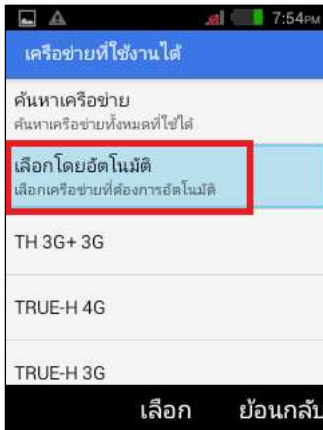 7:54PM
เครือข่ายที่ใช้งานได้
ค้นหาเครือข่าย
ค้นหาเครือข่ายทั้งหมดที่ใช้ได้
เลือกโดยอัตโนมัติ
เลือกเครือข่ายที่ต้องการอัตโนมัติ
TH 3G+ 3G
TRUE-H 4G
TRUE-H 3G
เลือก ย้อนกลับ